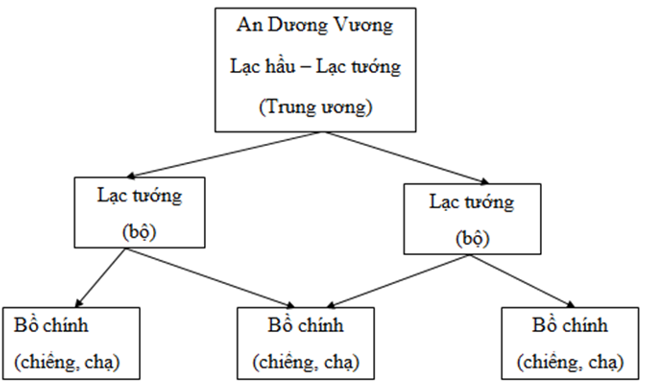 An Dương Vương
Lạc hầu – Lạc tướng
(Trung ương)
Lạc tướng
(bộ)
Lạc tướng
(bộ)
Bồ chính
(chiềng, chạ)
Bồ chính
(chiềng, chạ)
Bồ chính
(chiềng, chạ)